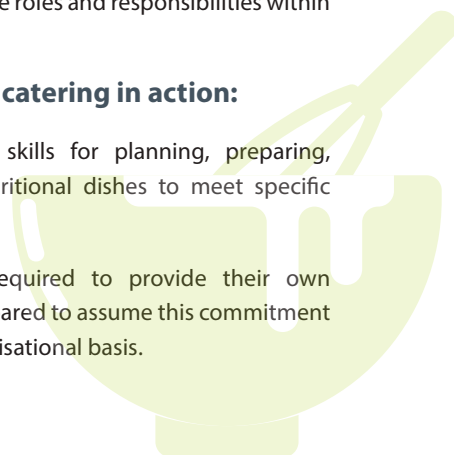 e roles and responsibilities within
catering in action:
skills for planning, preparing,
ritional dishes to meet specific
equired to provide their own
ared to assume this commitment
isational basis.